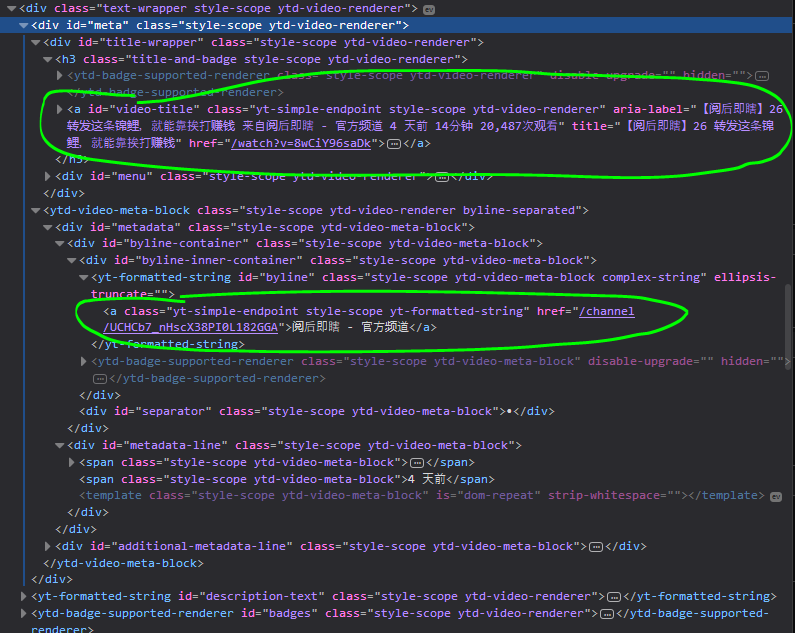 <div class="text-wrapper style-scope ytd-video-renderer"> ev
<div id="meta" class="style-scope ytd-video-renderer">
<div id="title-wrapper" class="style-scope ytd-video-renderer">
<h3 class="title-and-badge style-scope ytd-video-renderer">
<ytd-badge-supported-renderer class="style-scope ytd-video-renderer" disable-upgrade="" hidden="">…
</ytd-badge-supported-renderer>
<a id="video-title" class="yt-simple-endpoint style-scope ytd-video-renderer" aria-label="【阅后即瞎】26
转发这条锦鲤，就能靠挨打赚钱 来自阅后即瞎 - 官方频道 4 天前 14分钟 20,487次观看" title="【阅后即瞎】26 转发这条锦
鲤，就能靠挨打赚钱" href="/watch?v=8wCiY96saDk">…</a>
</h3>
<div id="menu" class="style-scope ytd-video-renderer">…</div>
</div>
<ytd-video-meta-block class="style-scope ytd-video-renderer byline-separated">
<div id="metadata" class="style-scope ytd-video-meta-block">
<div id="byline-container" class="style-scope ytd-video-meta-block">
<div id="byline-inner-container" class="style-scope ytd-video-meta-block">
<yt-formatted-string id="byline" class="style-scope ytd-video-meta-block complex-string" ellipsis-
truncate="">
<a class="yt-simple-endpoint style-scope yt-formatted-string" href="/channel
/UCHCb7_nHscX38PI0L182GGA">阅后即瞎 - 官方频道</a>
</yt-formatted-string>
<ytd-badge-supported-renderer class="style-scope ytd-video-meta-block" disable-upgrade="" hidden="">
…</ytd-badge-supported-renderer>
</div>
<div id="separator" class="style-scope ytd-video-meta-block">•</div>
</div>
<div id="metadata-line" class="style-scope ytd-video-meta-block">
<span class="style-scope ytd-video-meta-block">…</span>
<span class="style-scope ytd-video-meta-block">4 天前</span>
<template class="style-scope ytd-video-meta-block" is="dom-repeat" strip-whitespace=""></template> ev
</div>
</div>
<div id="additional-metadata-line" class="style-scope ytd-video-meta-block">…</div>
</ytd-video-meta-block>
</div>
<yt-formatted-string id="description-text" class="style-scope ytd-video-renderer">…</yt-formatted-string>
<ytd-badge-supported-renderer id="badges" class="style-scope ytd-video-renderer">…</ytd-badge-supported-
renderer>